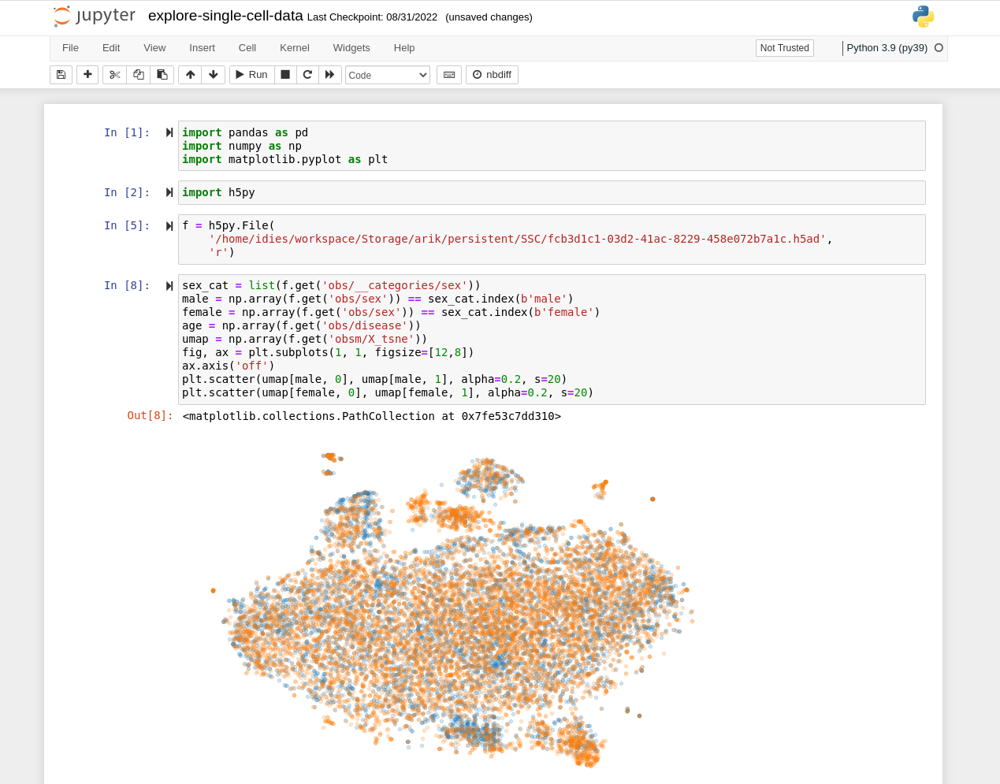 jupyter explore-single-cell-data Last Checkpoint: 08/31/2022 (unsaved changes)
File Edit View Insert Cell Kernel Widgets Help Not Trusted Python 3.9 (py39)
Run Code nbdiff
In [1]: import pandas as pd
import numpy as np
import matplotlib.pyplot as plt
In [2]: import h5py
In [5]: f = h5py.File(
'/home/idies/workspace/Storage/arik/persistent/SSC/fcb3d1c1-03d2-41ac-8229-458e072b7a1c.h5ad',
'r')
In [8]: sex_cat = list(f.get('obs/__categories/sex'))
male = np.array(f.get('obs/sex')) == sex_cat.index(b'male')
female = np.array(f.get('obs/sex')) == sex_cat.index(b'female')
age = np.array(f.get('obs/disease'))
umap = np.array(f.get('obsm/X_tsne'))
fig, ax = plt.subplots(1, 1, figsize=[12,8])
ax.axis('off')
plt.scatter(umap[male, 0], umap[male, 1], alpha=0.2, s=20)
plt.scatter(umap[female, 0], umap[female, 1], alpha=0.2, s=20)
Out[8]: <matplotlib.collections.PathCollection at 0x7fe53c7dd310>